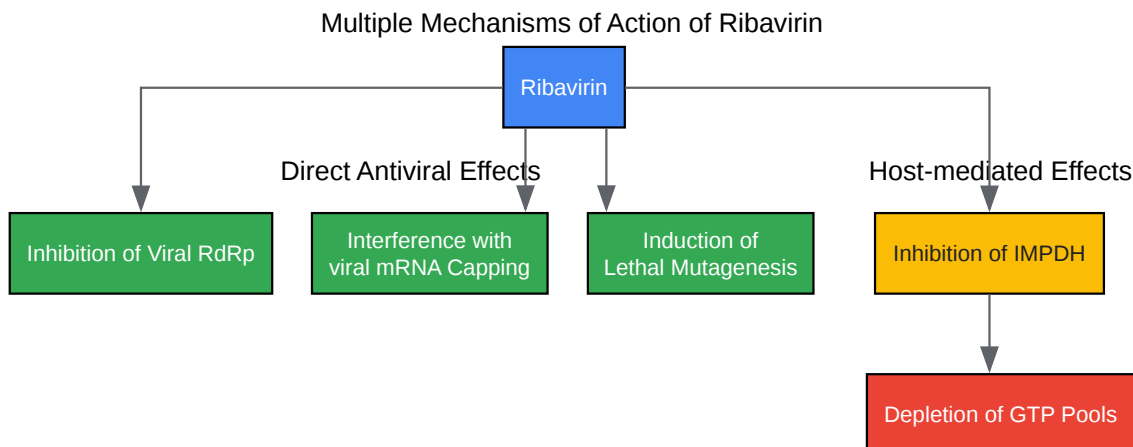 Multiple Mechanisms of Action of Ribavirin
Ribavirin
Direct Antiviral Effects
Host-mediated Effects
Inhibition of Viral RdRp
Interference with
viral mRNA Capping
Induction of
Lethal Mutagenesis
Inhibition of IMPDH
Depletion of GTP Pools